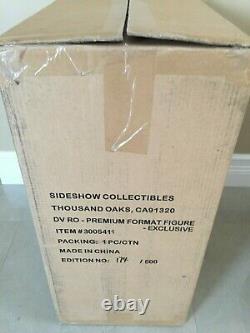 SIDESHOW COLLECTIBLES
THOUSAND OAKS, CA91320
DV RO - PREMIUM FORMAT FIGURE
- EXCLUSIVE
ITEM #3005411
PACKING: 1 PC/CTN
MADE IN CHINA
EDITION NO: 174 / 600